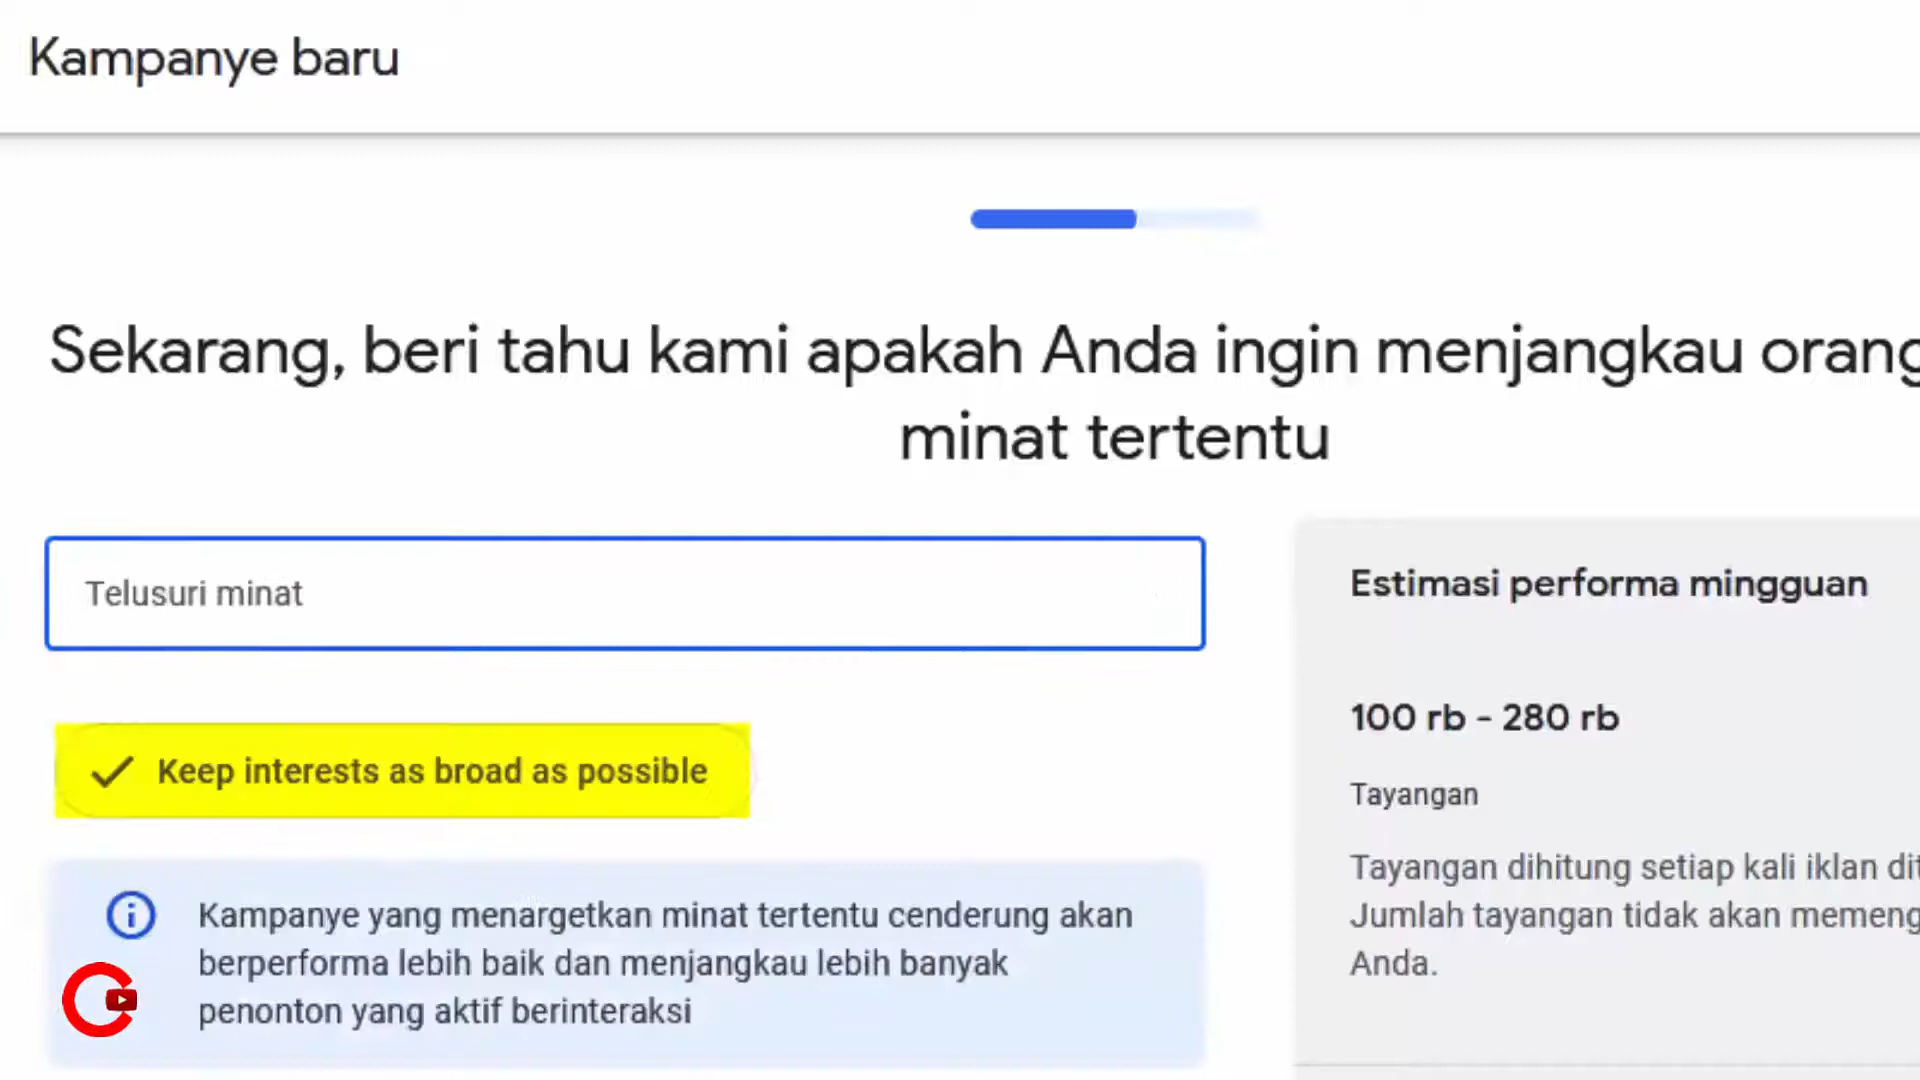 Kampanye baru
Sekarang, beri tahu kami apakah Anda ingin menjangkau orang
minat tertentu
Telusuri minat
Keep interests as broad as possible
Kampanye yang menargetkan minat tertentu cenderung akan
berperforma lebih baik dan menjangkau lebih banyak
penonton yang aktif berinteraksi
Estimasi performa mingguan
100 rb - 280 rb
Tayangan
Tayangan dihitung setiap kali iklan
Jumlah tayangan tidak akan
Anda.